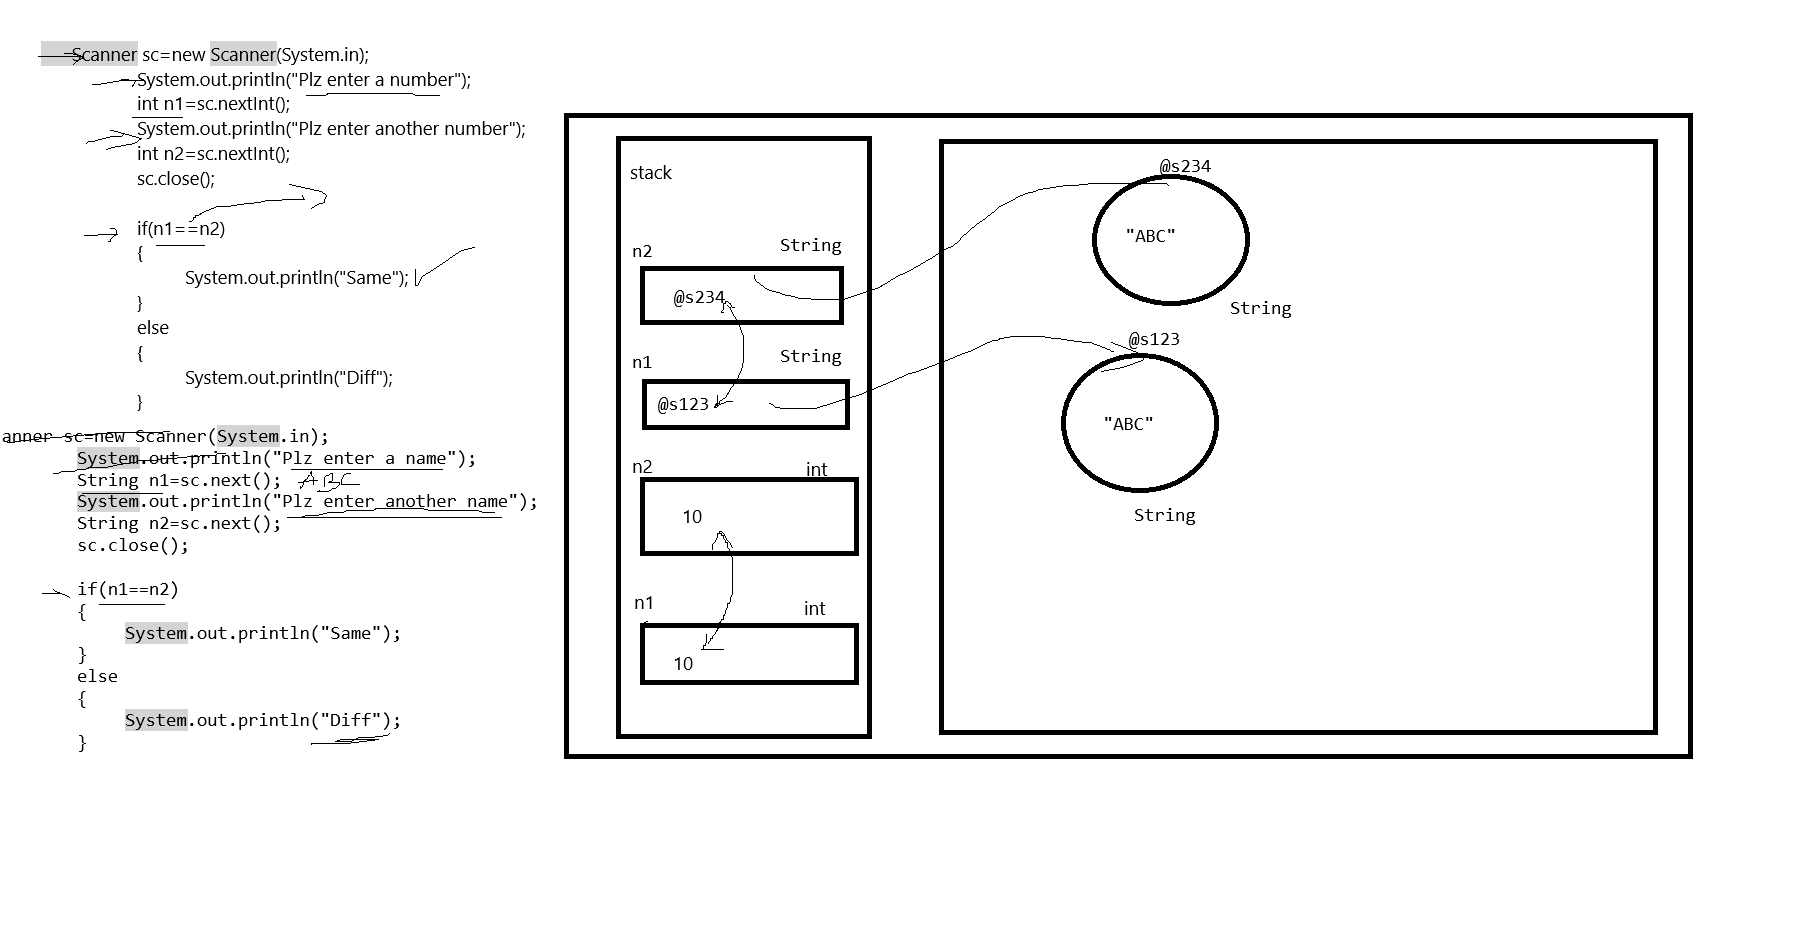 Scanner sc=new Scanner(System.in);
System.out.println("Plz enter a number");
int n1=sc.nextInt();
System.out.println("Plz enter another number");
int n2=sc.nextInt();
sc.close();
if(n1==n2)
{
System.out.println("Same");
}
else
{
System.out.println("Diff");
}
anner sc=new Scanner(System.in);
System.out.println("Plz enter a name");
String n1=sc.next(); ABC
System.out.println("Plz enter another name");
String n2=sc.next();
sc.close();
if(n1==n2)
{
System.out.println("Same");
}
else
{
System.out.println("Diff");
}
stack
n2 String
@s234
n1 String
@s123
n2 int
10
n1 int
10
@s234
"ABC"
String
@s123
"ABC"
String